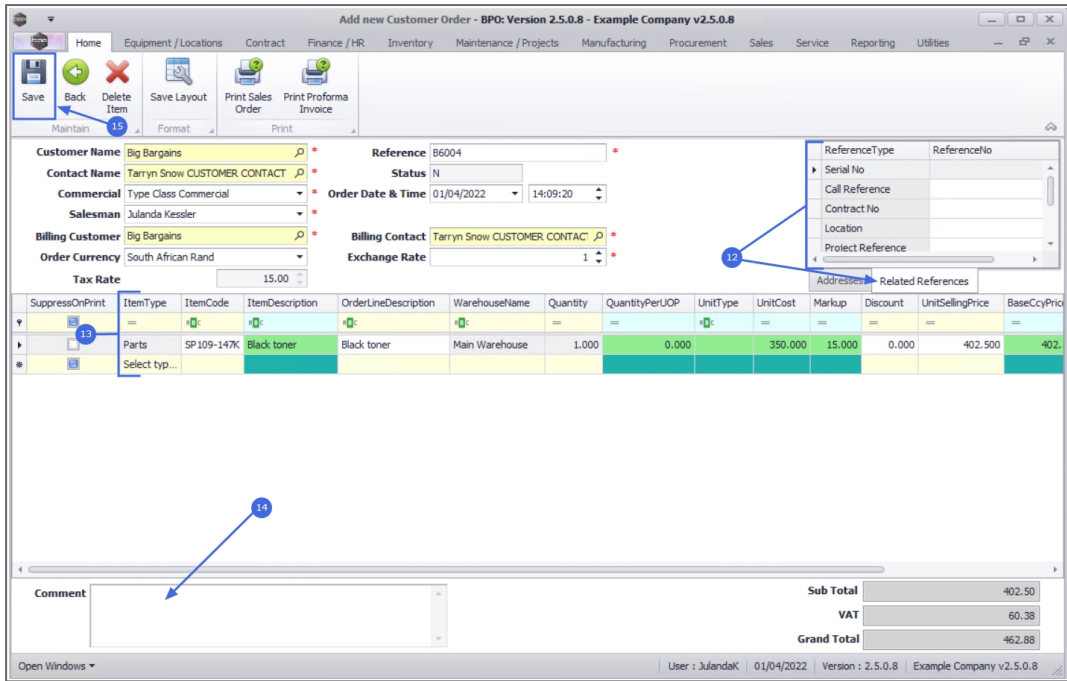 Add new Customer Order - BPO: Version 2.5.0.8 - Example Company v2.5.0.8
Home Equipment / Locations Contract Finance / HR Inventory Maintenance / Projects Manufacturing Procurement Sales Service Reporting Utilities
Save Back Delete Item Save Layout Print Sales Order Print Proforma Invoice
Maintain 15 Format Print
Customer Name Big Bargains * Reference B6004 * ReferenceType ReferenceNo
Contact Name Tarryn Snow CUSTOMER CONTACT * Status N Serial No
Commercial Type Class Commercial * Order Date & Time 01/04/2022 14:09:20 Call Reference
Salesman Julanda Kessler * Contract No
Billing Customer Big Bargains * Billing Contact Tarryn Snow CUSTOMER CONTAC * Location
Order Currency South African Rand Exchange Rate 1 * 12 Project Reference
Tax Rate 15.00 Addresses Related References
SuppressOnPrint ItemType ItemCode ItemDescription OrderLineDescription WarehouseName Quantity QuantityPerUOP UnitType UnitCost Markup Discount UnitSellingPrice BaseCcyPric
= = = = = = = =
13
Parts SP109-147K Black toner Black toner Main Warehouse 1.000 0.000 350.000 15.000 0.000 402.500 402.
Select typ...
14
Comment Sub Total 402.50
VAT 60.38
Grand Total 462.88
Open Windows User : JulandaK 01/04/2022 Version : 2.5.0.8 Example Company v2.5.0.8